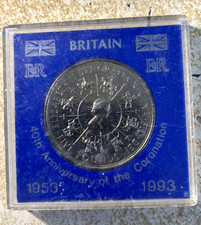 BRITAIN
ER ER
40th Anniversary of the Coronation
1953 1993